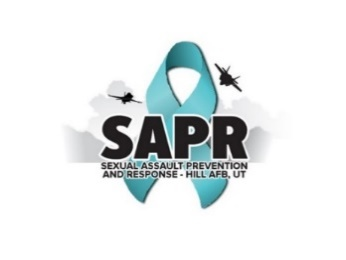 SAPR
SEXUAL ASSAULT PREVENTION
AND RESPONSE - HILL AFB, UT